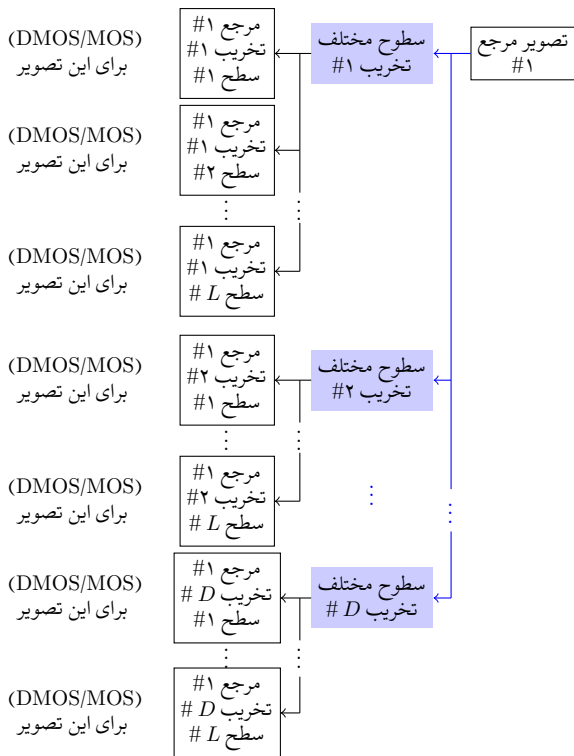 تصویر مرجع
#۱
سطوح مختلف
تخریب #۱
مرجع #۱
تخریب #۱
سطح #۱
(DMOS/MOS)
برای این تصویر
مرجع #۱
تخریب #۱
سطح #۲
(DMOS/MOS)
برای این تصویر
مرجع #۱
تخریب #۱
سطح L #
(DMOS/MOS)
برای این تصویر
سطوح مختلف
تخریب #۲
مرجع #۱
تخریب #۲
سطح #۱
(DMOS/MOS)
برای این تصویر
مرجع #۱
تخریب #۲
سطح L #
(DMOS/MOS)
برای این تصویر
سطوح مختلف
تخریب D #
مرجع #۱
تخریب D #
سطح #۱
(DMOS/MOS)
برای این تصویر
مرجع #۱
تخریب D #
سطح L #
(DMOS/MOS)
برای این تصویر